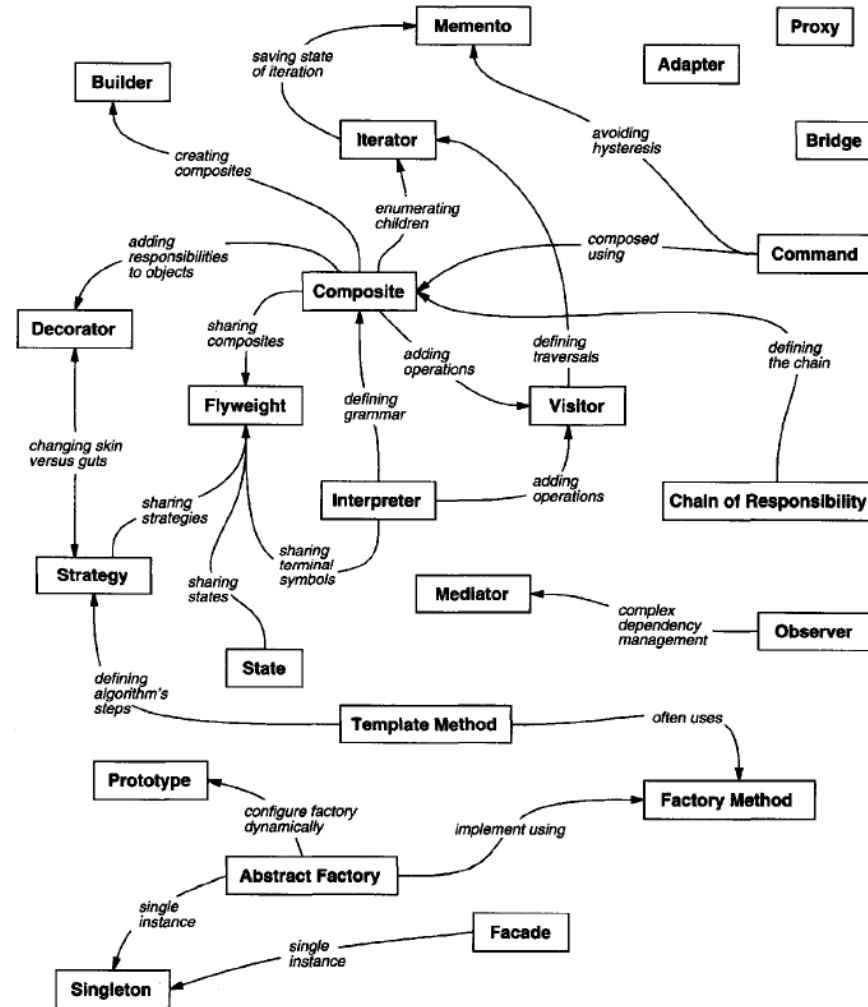 Memento
Proxy
saving state
of iteration
Adapter
Builder
Iterator
avoiding
hysteresis
Bridge
creating
composites
enumerating
children
adding
responsibilities
to objects
composed
using
Command
Composite
Decorator
sharing
composites
adding
operations
defining
traversals
defining
the chain
Flyweight
defining
grammar
Visitor
changing skin
versus guts
sharing
strategies
Interpreter
adding
operations
Chain of Responsibility
Strategy
sharing
states
sharing
terminal
symbols
Mediator
complex
dependency
management
Observer
State
defining
algorithm's
steps
Template Method
often uses
Prototype
Factory Method
configure factory
dynamically
implement using
Abstract Factory
single
instance
Facade
single
instance
Singleton